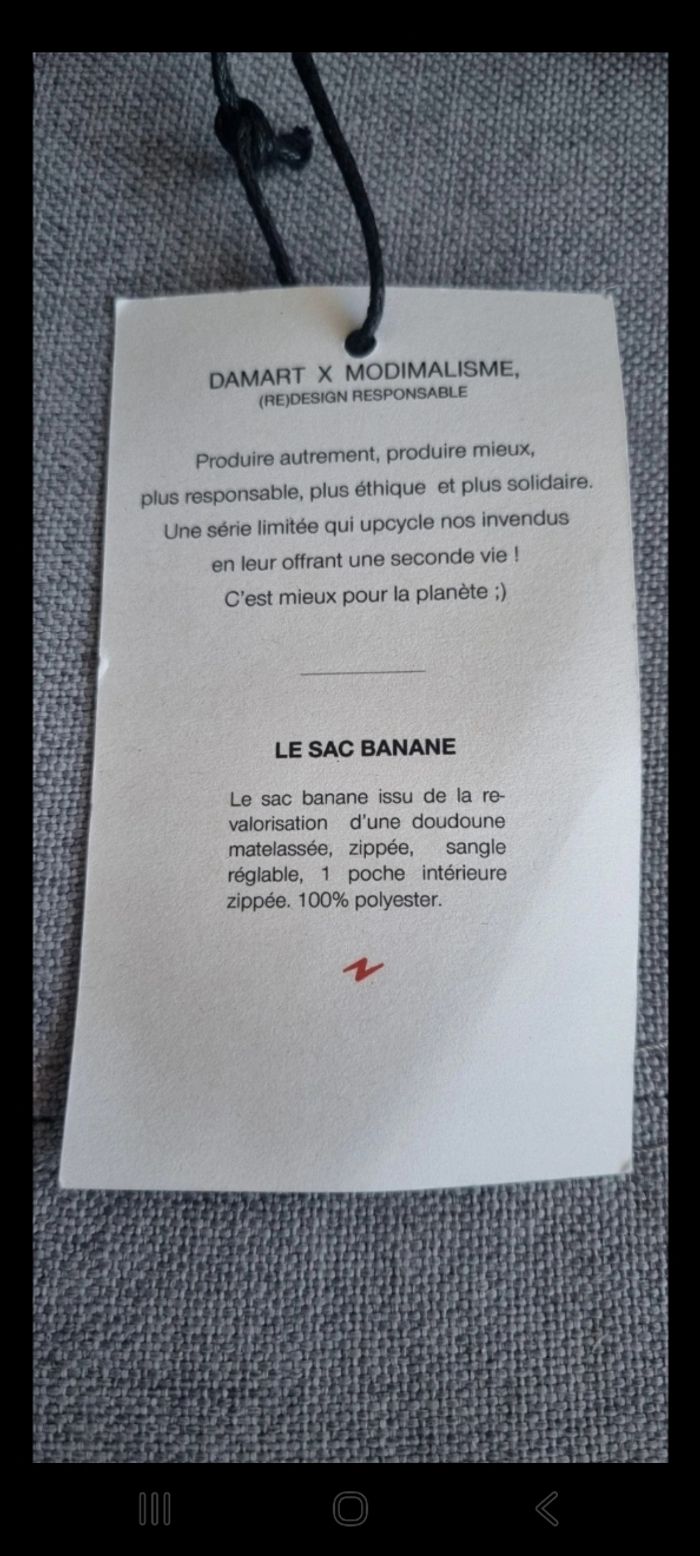 DAMART X MODIMALISME,
(RE)DESIGN RESPONSABLE
Produire autrement, produire mieux,
plus responsable, plus éthique et plus solidaire.
Une série limitée qui upcycle nos invendus
en leur offrant une seconde vie !
C'est mieux pour la planète ;)
LE SAC BANANE
Le sac banane issu de la re-
valorisation d'une doudoune
matelassée, zippée, sangle
réglable, 1 poche intérieure
zippée. 100% polyester.